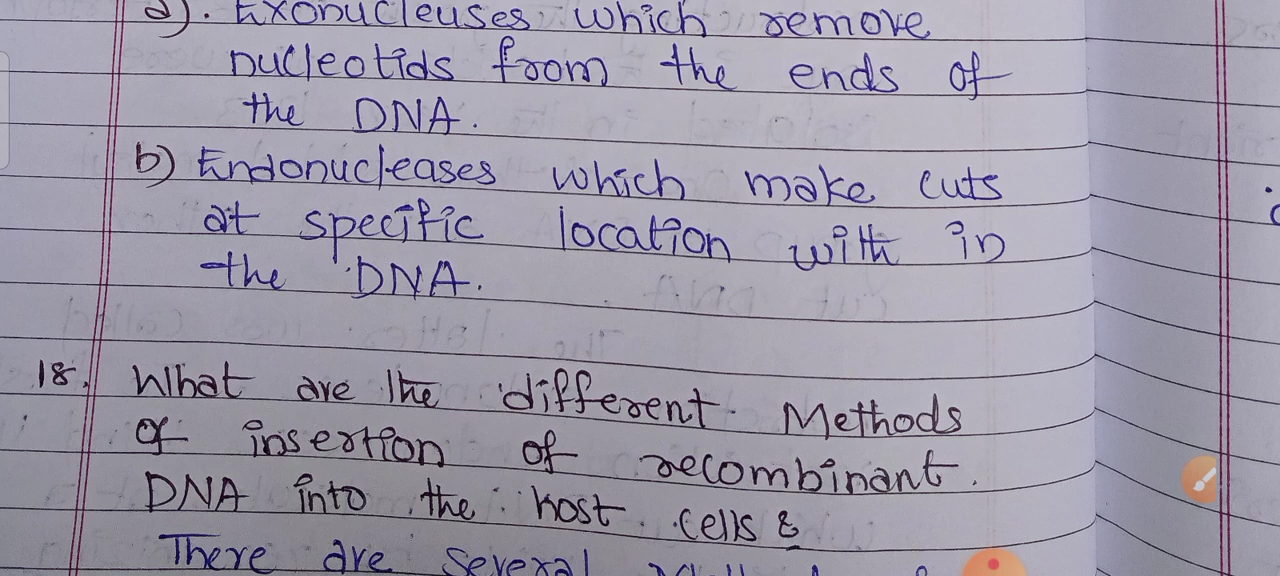 a). Exonucleuses which remove
nucleotids from the ends of
the DNA.
b) Endonucleases which make cuts
at specific location with in
the DNA.
18. What are the different Methods
of insertion of recombinant.
DNA into the host cells &
There are several